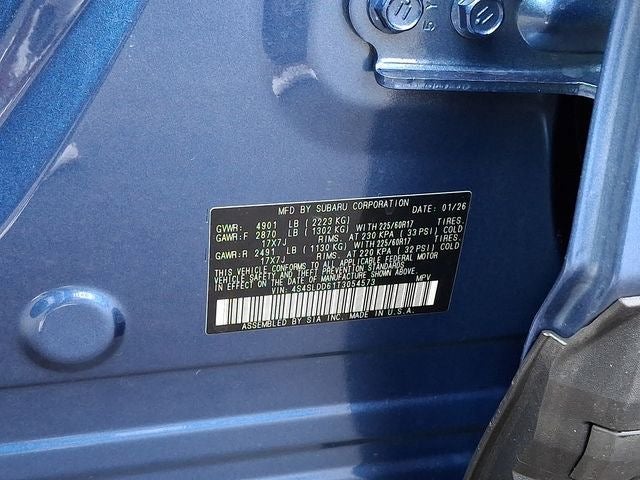 5Y
MFD BY SUBARU CORPORATION DATE: 01/26
GVWR: 4901 LB (2223 KG)
GAWR:F 2870 LB (1302 KG) WITH 225/60R17 TIRES,
17X7J RIMS, AT 230 KPA (33 PSI) COLD
GAWR:R 2491 LB (1130 KG) WITH 225/60R17 TIRES,
17X7J RIMS, AT 220 KPA (32 PSI) COLD
THIS VEHICLE CONFORMS TO ALL APPLICABLE FEDERAL MOTOR
VEHICLE SAFETY AND THEFT PREVENTION STANDARDS
IN EFFECT ON THE DATE OF MANUFACTURE SHOWN ABOVE.
VIN: 4S4SLDD61T3054573 MPV
ASSEMBLED BY SIA INC. MADE IN U.S.A.